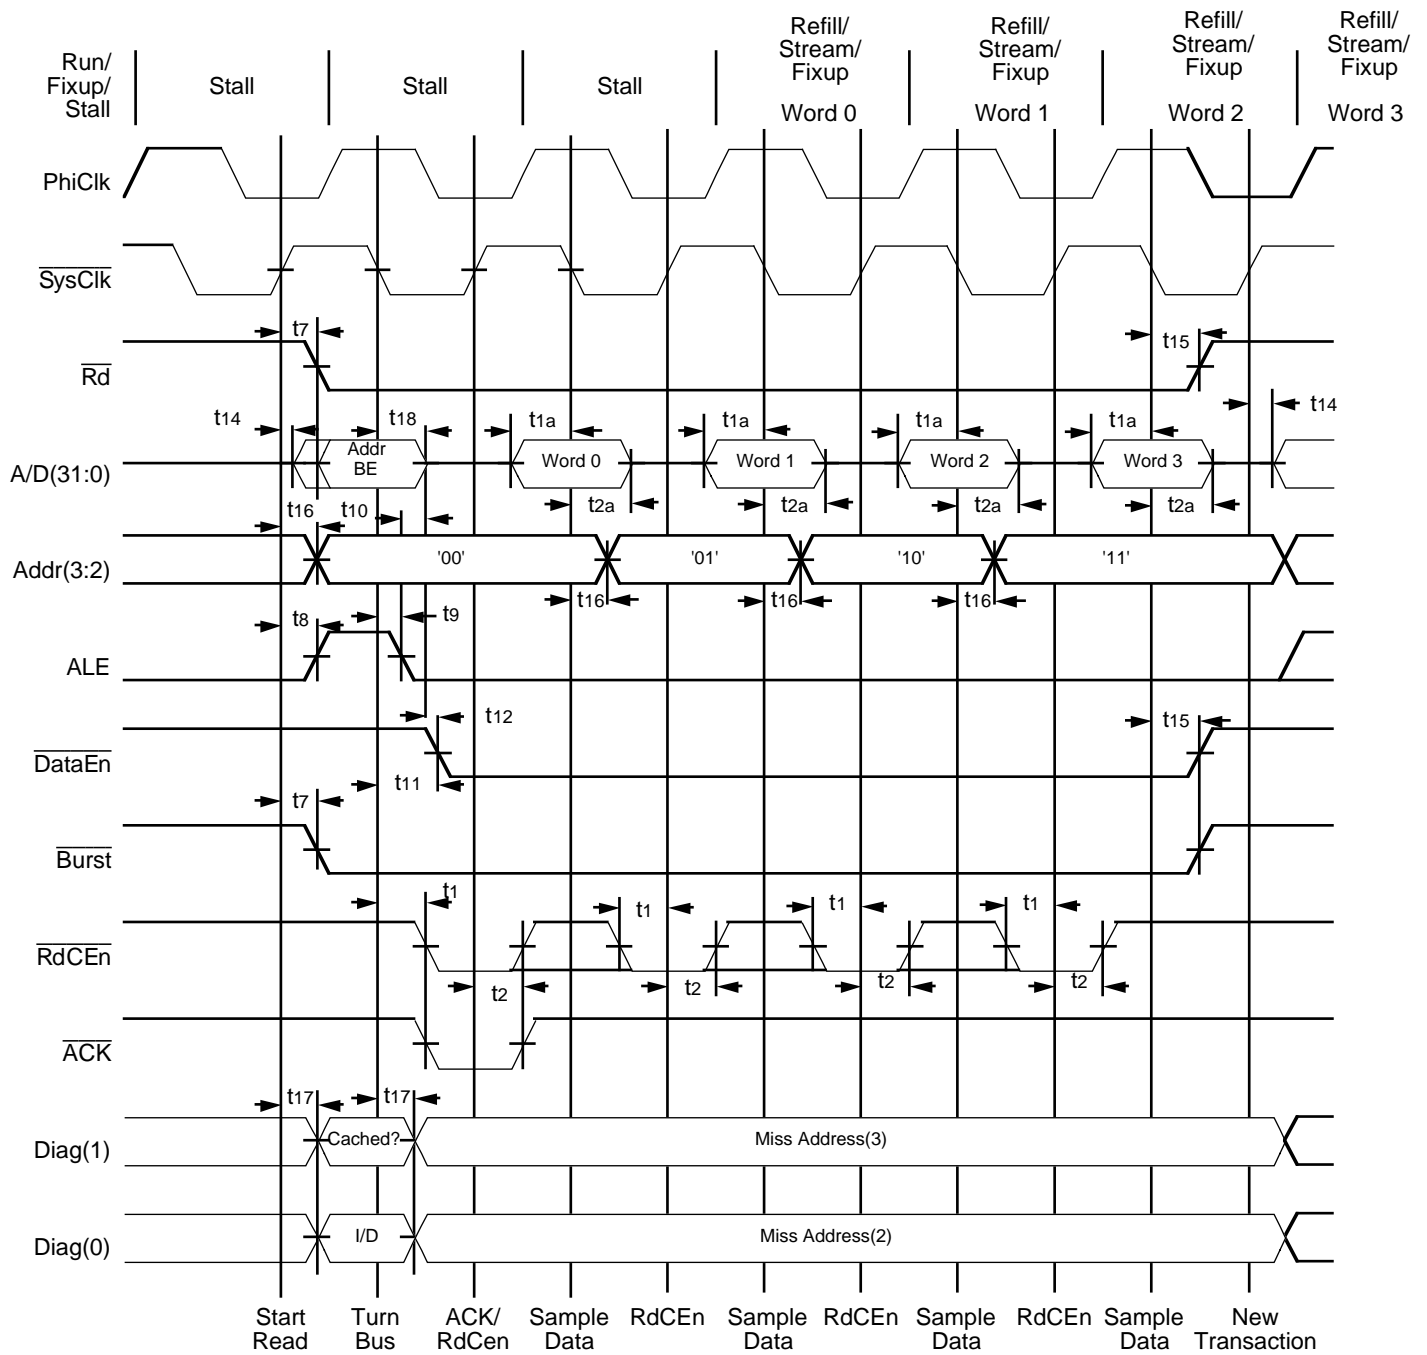 Run/
Fixup/
Stall
Stall
Stall
Stall
Refill/
Stream/
Fixup
Word 0
Refill/
Stream/
Fixup
Word 1
Refill/
Stream/
Fixup
Word 2
Refill/
Stream/
Fixup
Word 3
PhiClk
SysClk
t7
t15
Rd
t14
t18
t1a
t1a
t1a
t1a
t14
A/D(31:0)
Addr
BE
Word 0
Word 1
Word 2
Word 3
t16
t10
t2a
t2a
t2a
t2a
Addr(3:2)
'00'
'01'
'10'
'11'
t16
t16
t16
t8
t9
ALE
t12
t15
DataEn
t11
t7
Burst
t1
t1
t1
t1
RdCEn
t2
t2
t2
t2
ACK
t17
t17
Diag(1)
Cached?
Miss Address(3)
Diag(0)
I/D
Miss Address(2)
Start
Read
Turn
Bus
ACK/
RdCen
Sample
Data
RdCEn
Sample
Data
RdCEn
Sample
Data
RdCEn
Sample
Data
New
Transaction